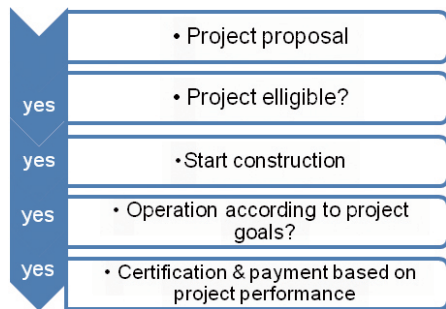 • Project proposal
yes
• Project elligible?
yes
•Start construction
yes
• Operation according to project
goals?
yes
• Certification & payment based on
project performance